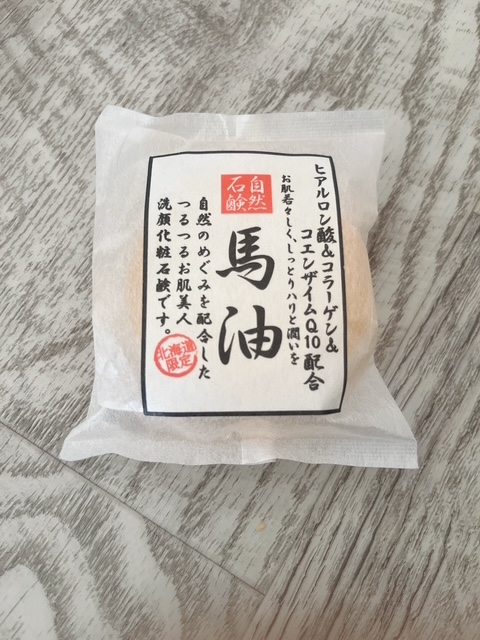 ヒアルロン酸&コラーゲン&
コエンザイムQ10配合
お肌若々しく、しっとりハリと潤いを
自然
石鹸
馬油
自然のめぐみを配合した
つるつるお肌美人
洗顔化粧石鹸です。
北海道
限定